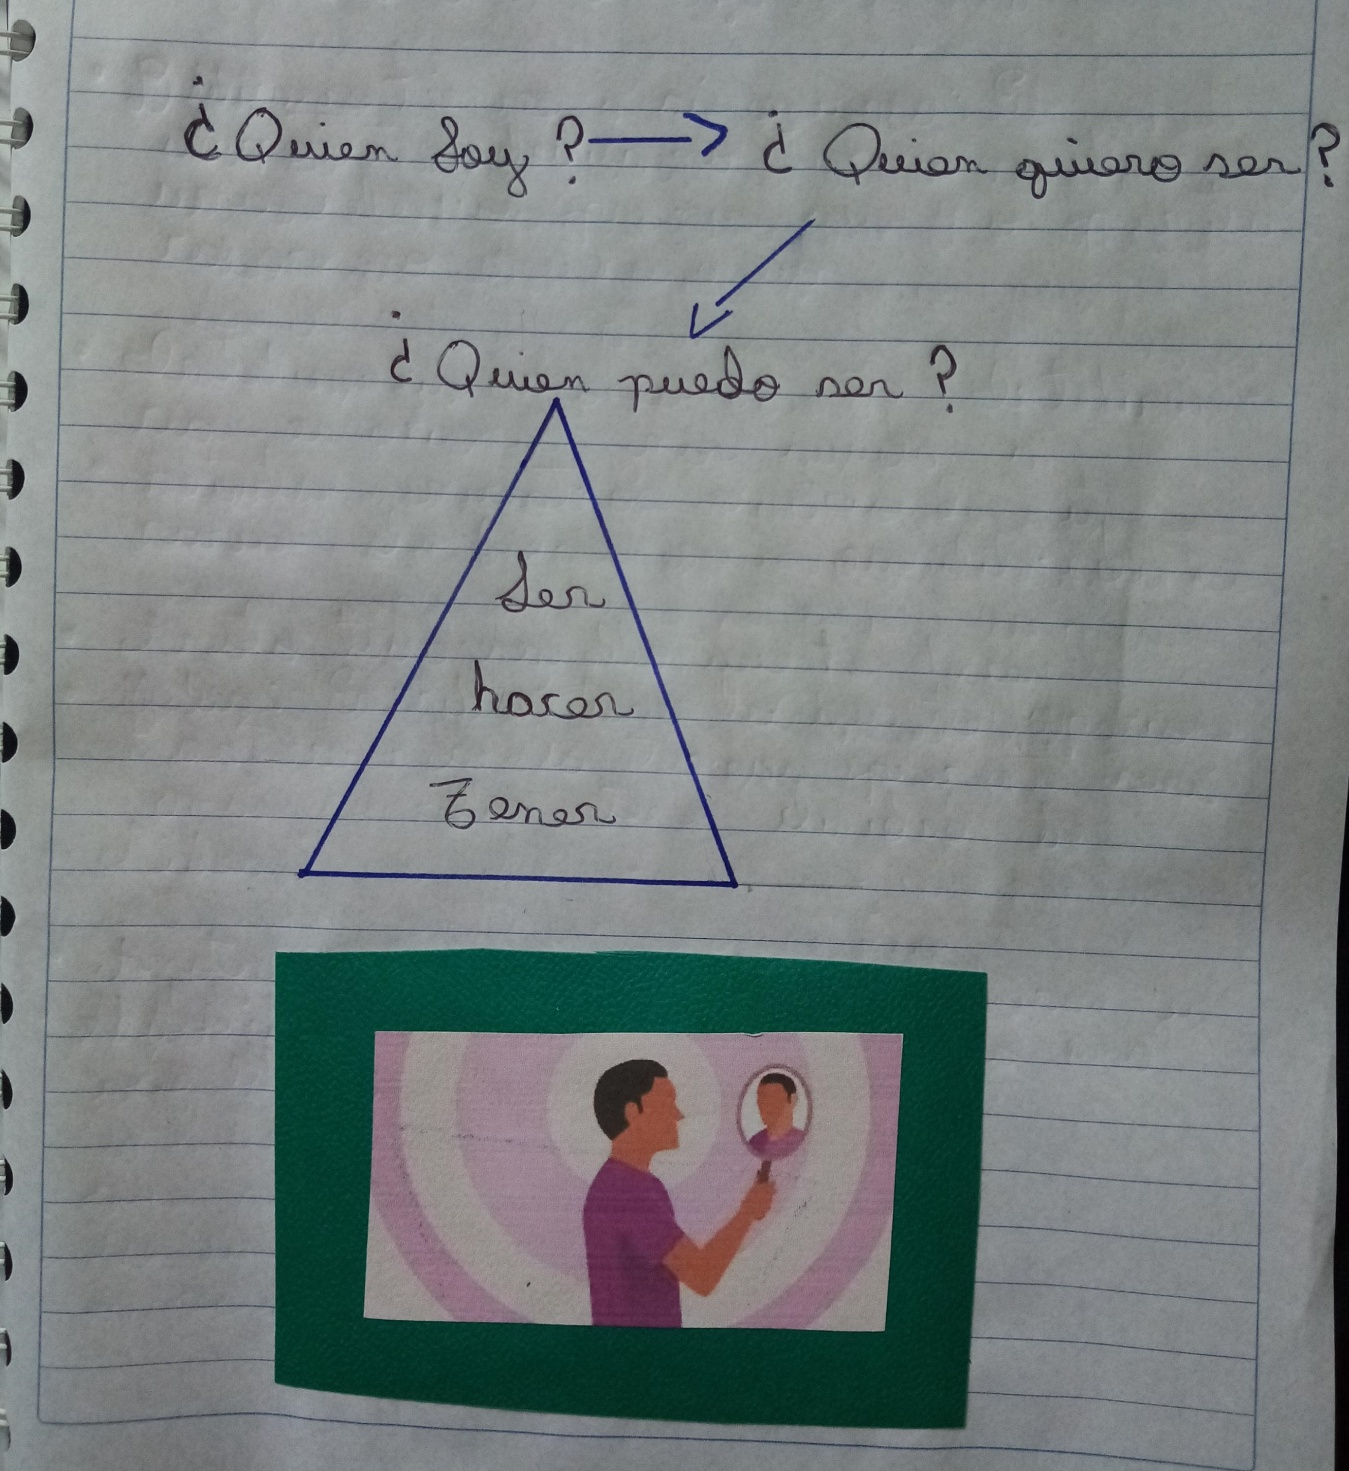 ¿Quien Soy? → ¿Quien quiero ser?
¿Quien puedo ser?
Ser
hacer
Tener